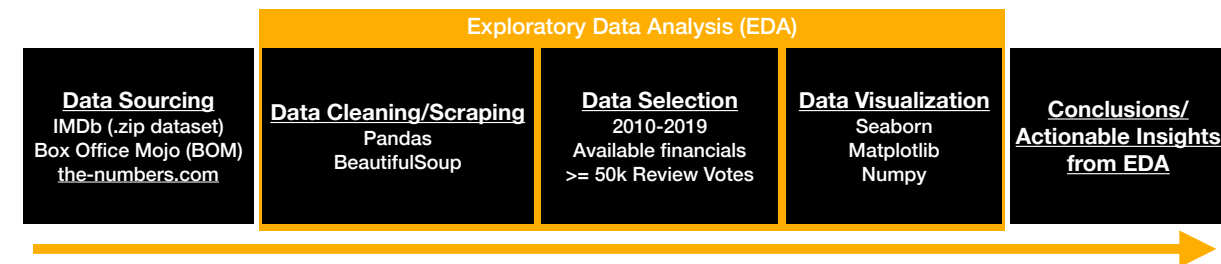 Exploratory Data Analysis (EDA)
Data Sourcing
IMDb (.zip dataset)
Box Office Mojo (BOM)
the-numbers.com
Data Cleaning/Scraping
Pandas
BeautifulSoup
Data Selection
2010-2019
Available financials
>= 50k Review Votes
Data Visualization
Seaborn
Matplotlib
Numpy
Conclusions/
Actionable Insights
from EDA